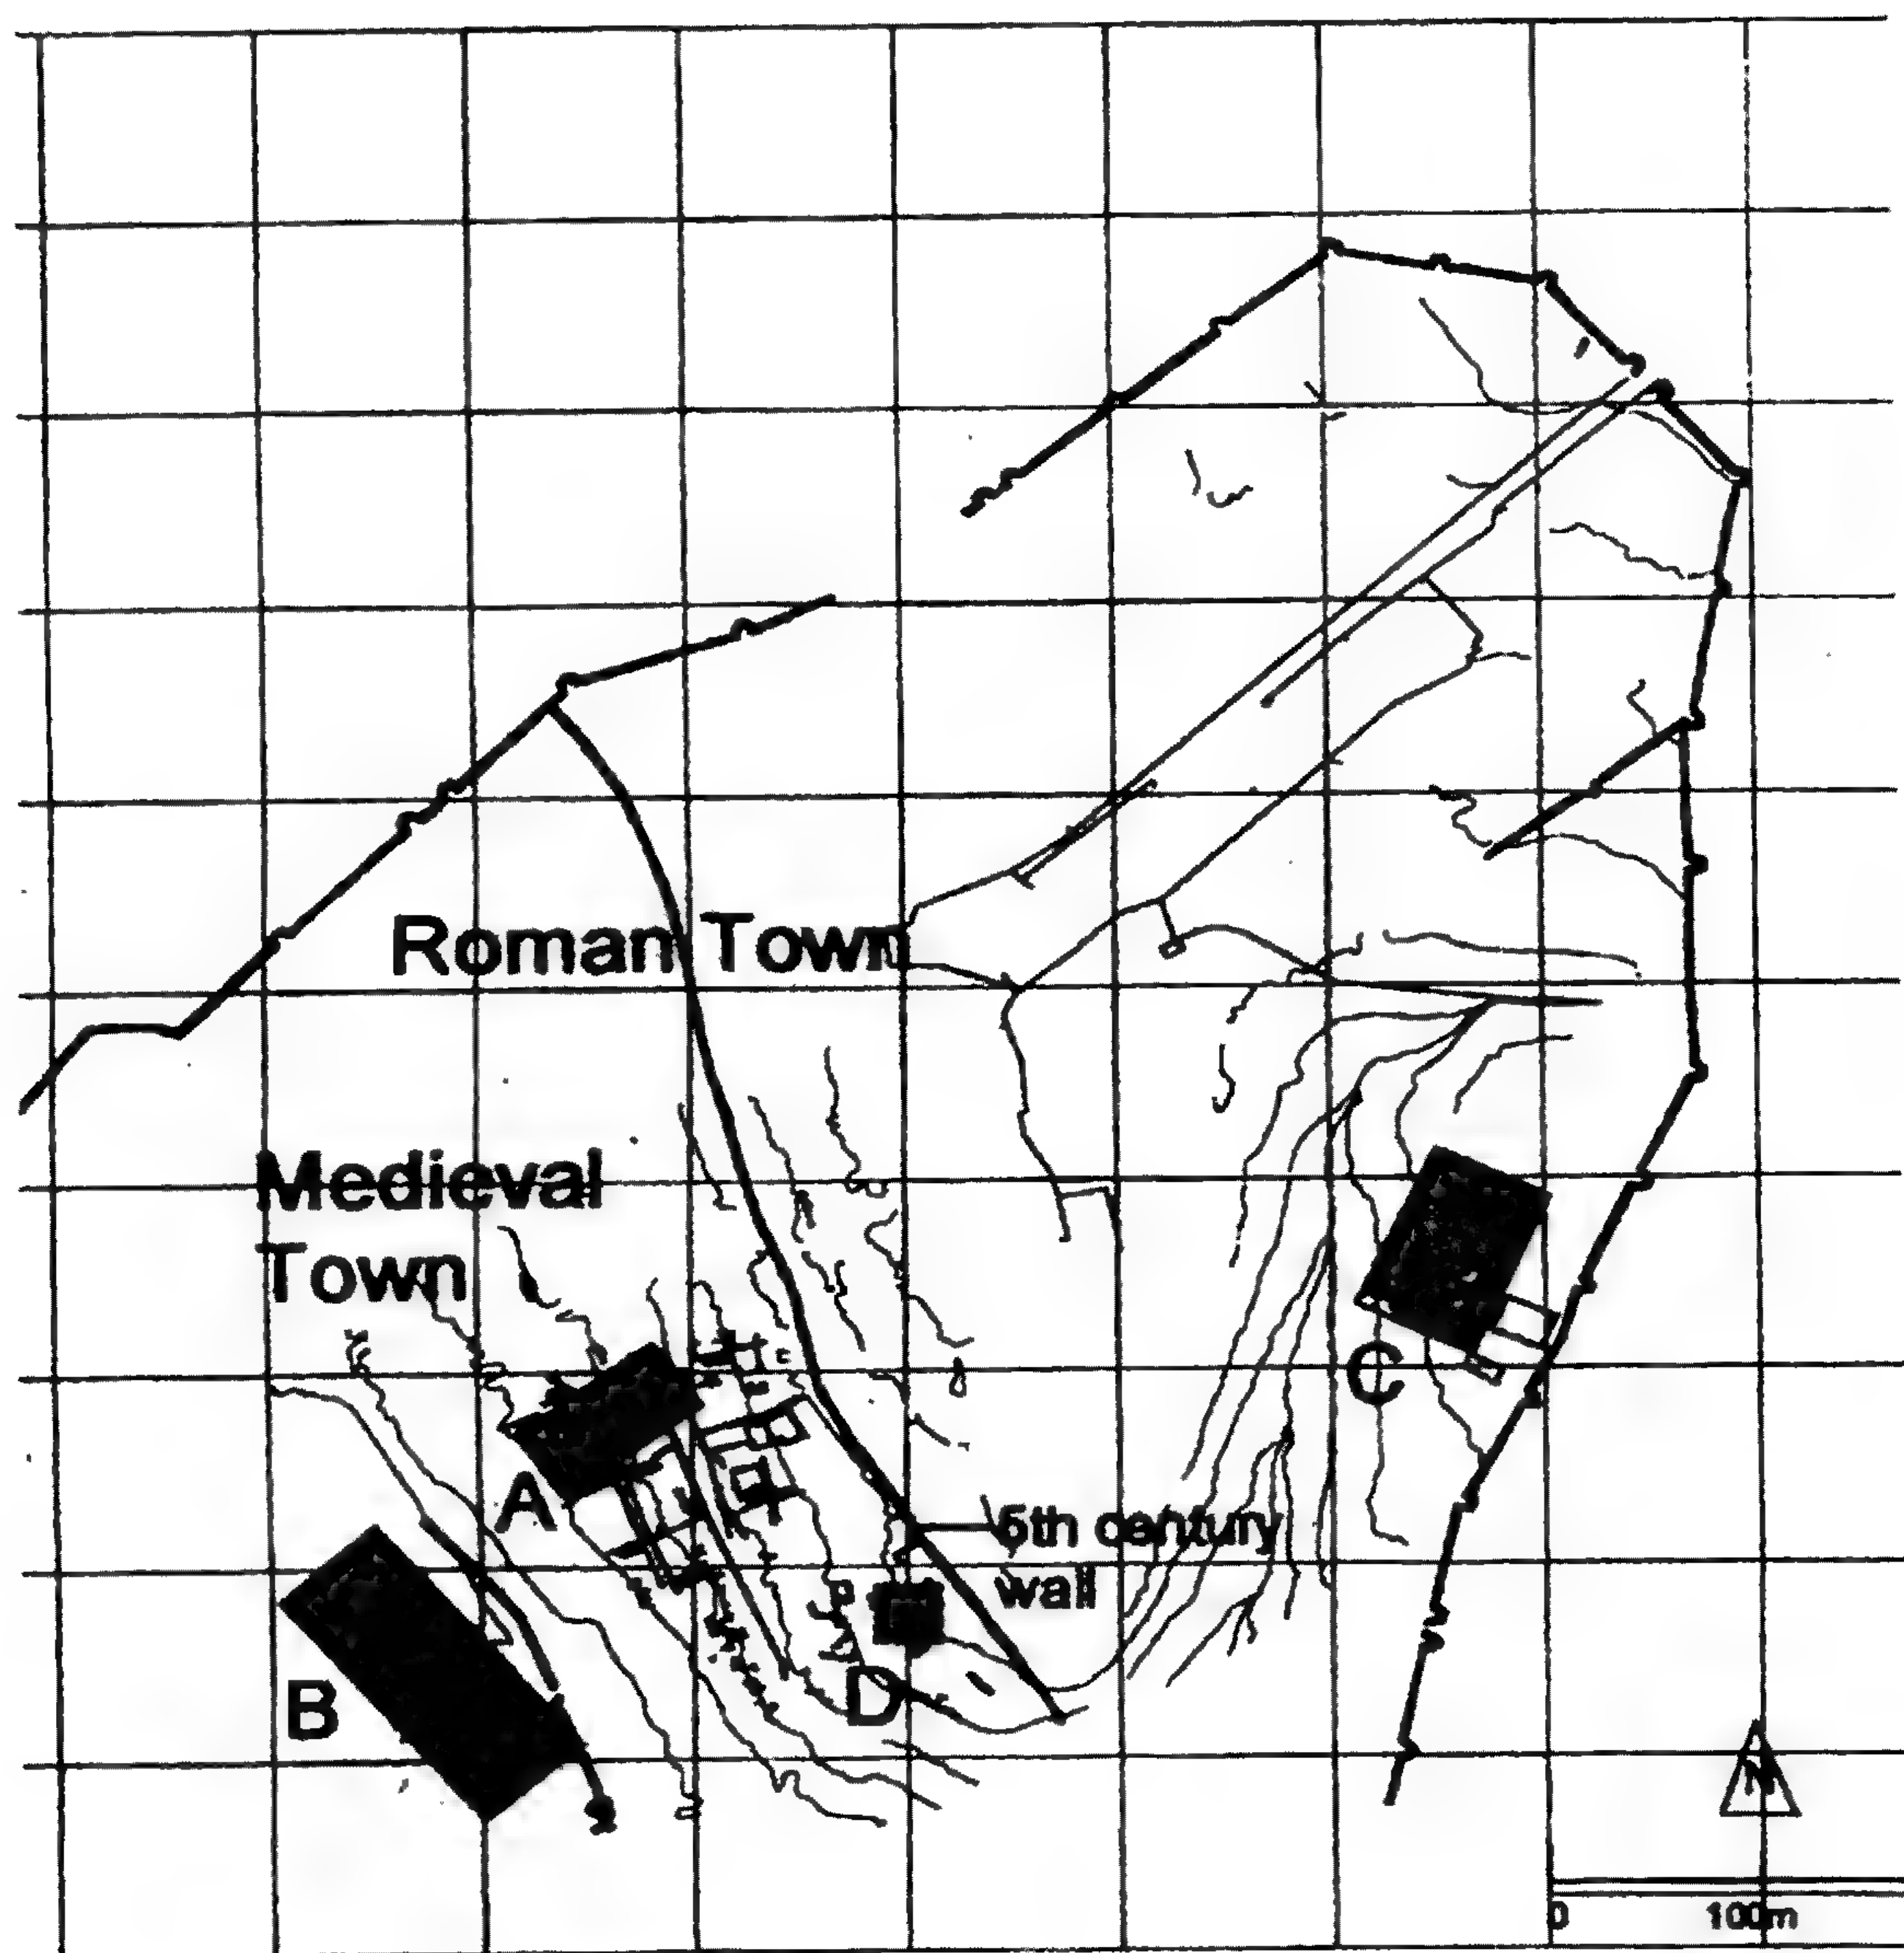 Roman Town
Medieval
Town
A
C
5th century
wall
B
D
N
0 100m